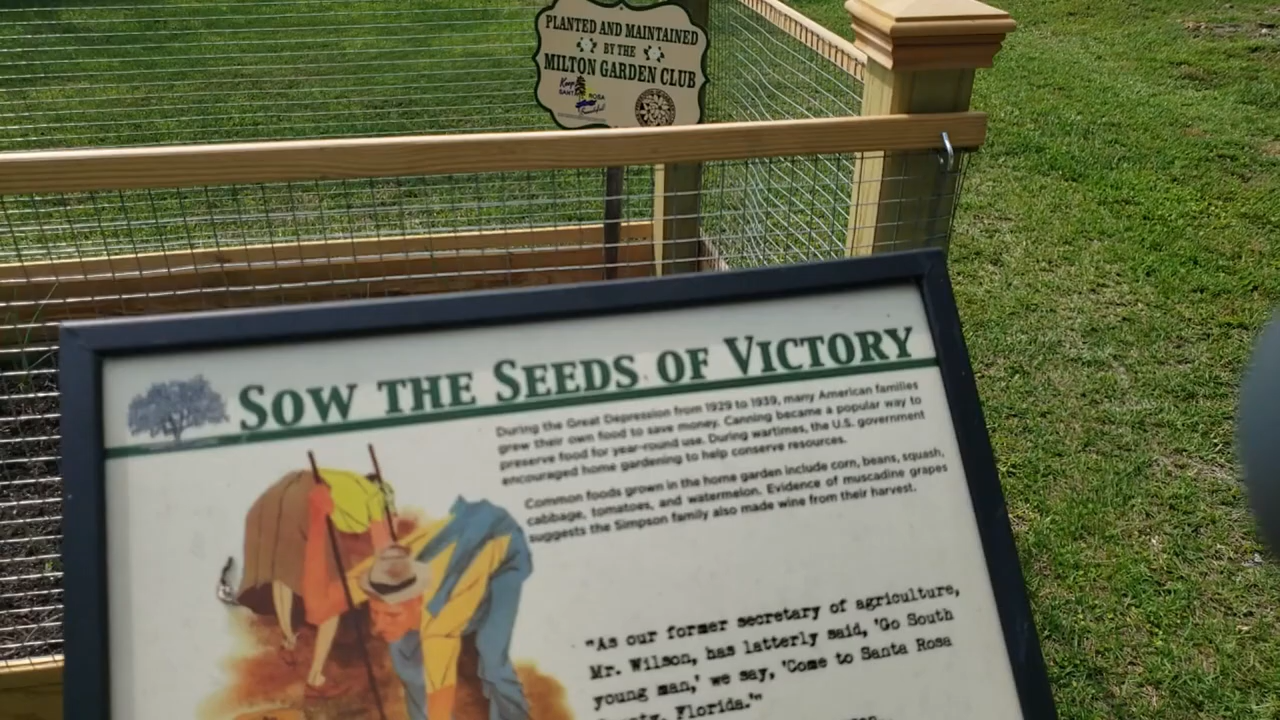 PLANTED AND MAINTAINED
BY THE
MILTON GARDEN CLUB
Keep
SANTA ROSA
Beautiful
SOW THE SEEDS OF VICTORY
During the Great Depression from 1929 to 1939, many American families
grew their own food to save money. Canning became a popular way to
preserve food for year-round use. During wartimes, the U.S. government
encouraged home gardening to help conserve resources.
Common foods grown in the home garden include corn, beans, squash,
cabbage, tomatoes, and watermelon. Evidence of muscadine grapes
suggests the Simpson family also made wine from their harvest.
"As our former secretary of agriculture,
Mr. Wilson, has latterly said, 'Go South
young man,' we say, 'Come to Santa Rosa
Florida.'"